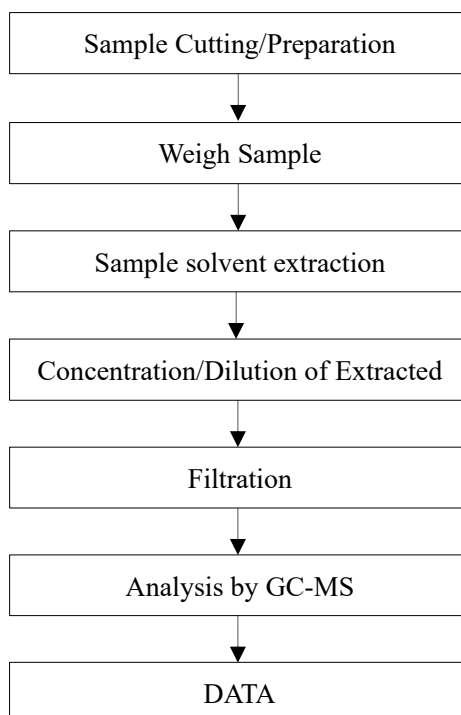 Sample Cutting/Preparation
Weigh Sample
Sample solvent extraction
Concentration/Dilution of Extracted
Filtration
Analysis by GC-MS
DATA